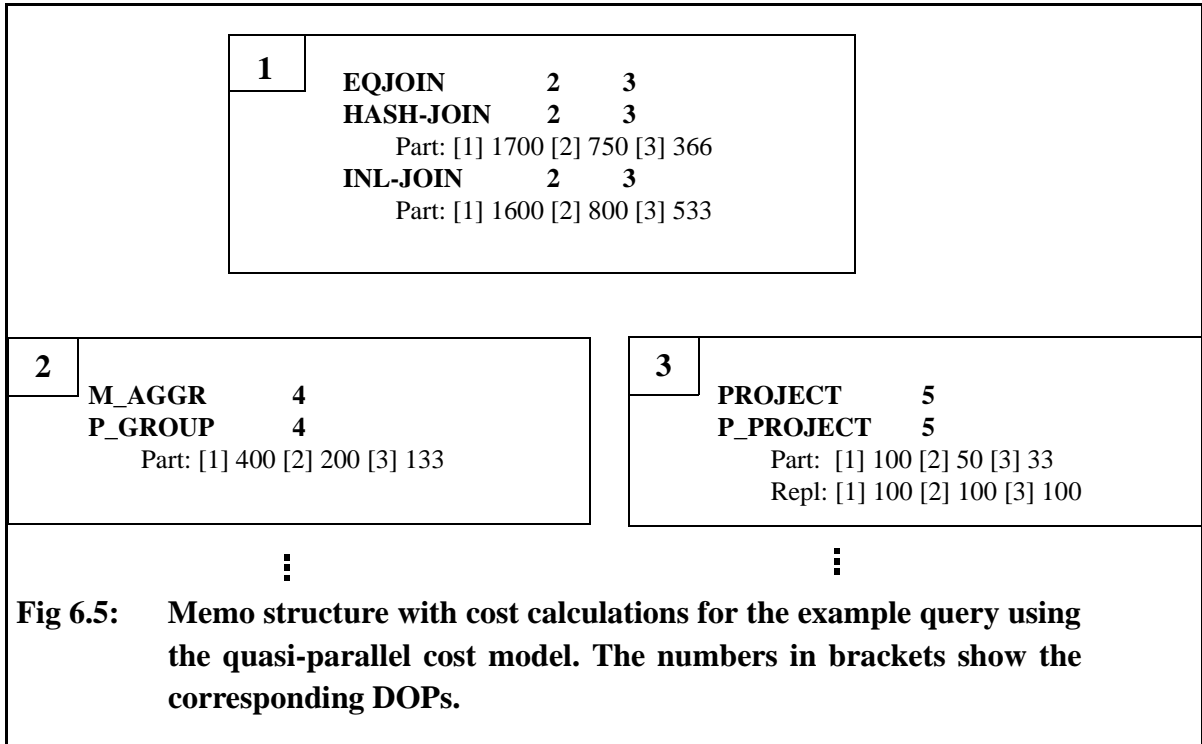 1
EQJOIN 2 3
HASH-JOIN 2 3
Part: [1] 1700 [2] 750 [3] 366
INL-JOIN 2 3
Part: [1] 1600 [2] 800 [3] 533
2
M_AGGR 4
P_GROUP 4
Part: [1] 400 [2] 200 [3] 133
3
PROJECT 5
P_PROJECT 5
Part: [1] 100 [2] 50 [3] 33
Repl: [1] 100 [2] 100 [3] 100
Fig 6.5: Memo structure with cost calculations for the example query using
the quasi-parallel cost model. The numbers in brackets show the
corresponding DOPs.